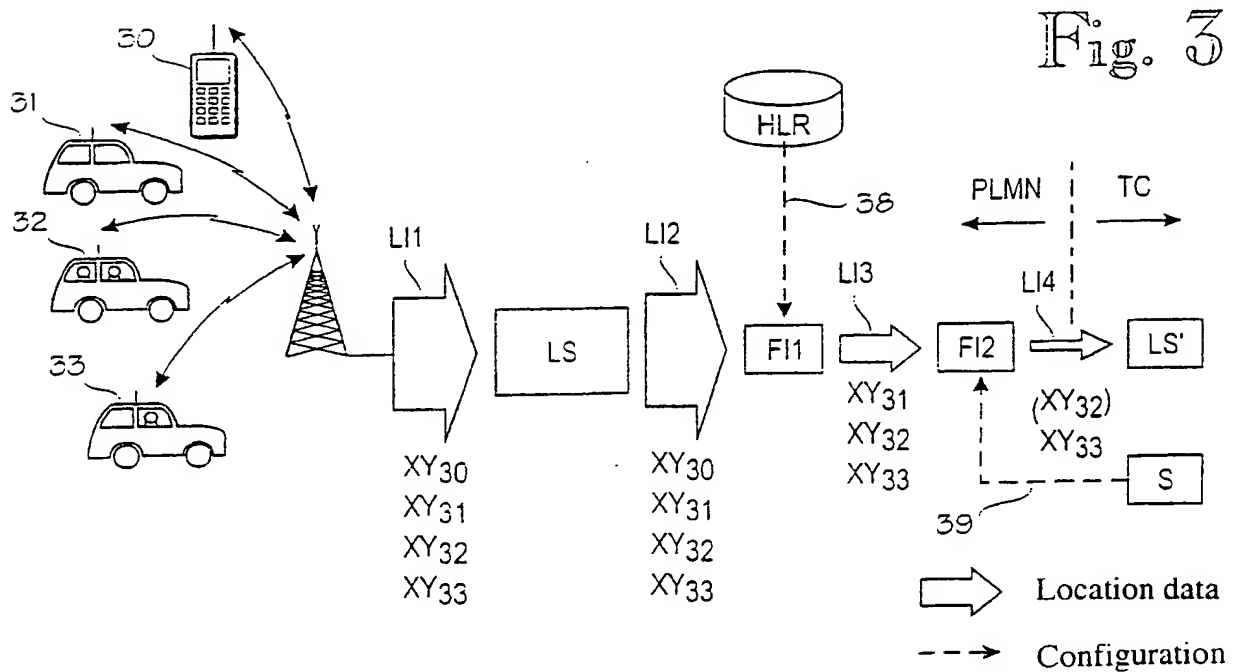 Fig. 3
30
31
32
33
HLR
38
PLMN
TC
LI1
LI2
LI3
LI4
LS
FI1
FI2
LS'
XY30
XY31
XY32
XY33
XY30
XY31
XY32
XY33
XY31
XY32
XY33
(XY32)
XY33
S
39
Location data
Configuration